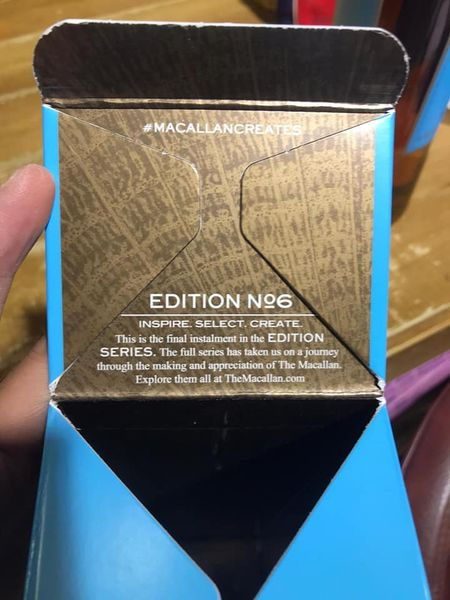 #MACALLANCREATES
EDITION Nº6
INSPIRE. SELECT. CREATE.
This is the final instalment in the EDITION
SERIES. The full series has taken us on a journey
through the making and appreciation of The Macallan.
Explore them all at TheMacallan.com